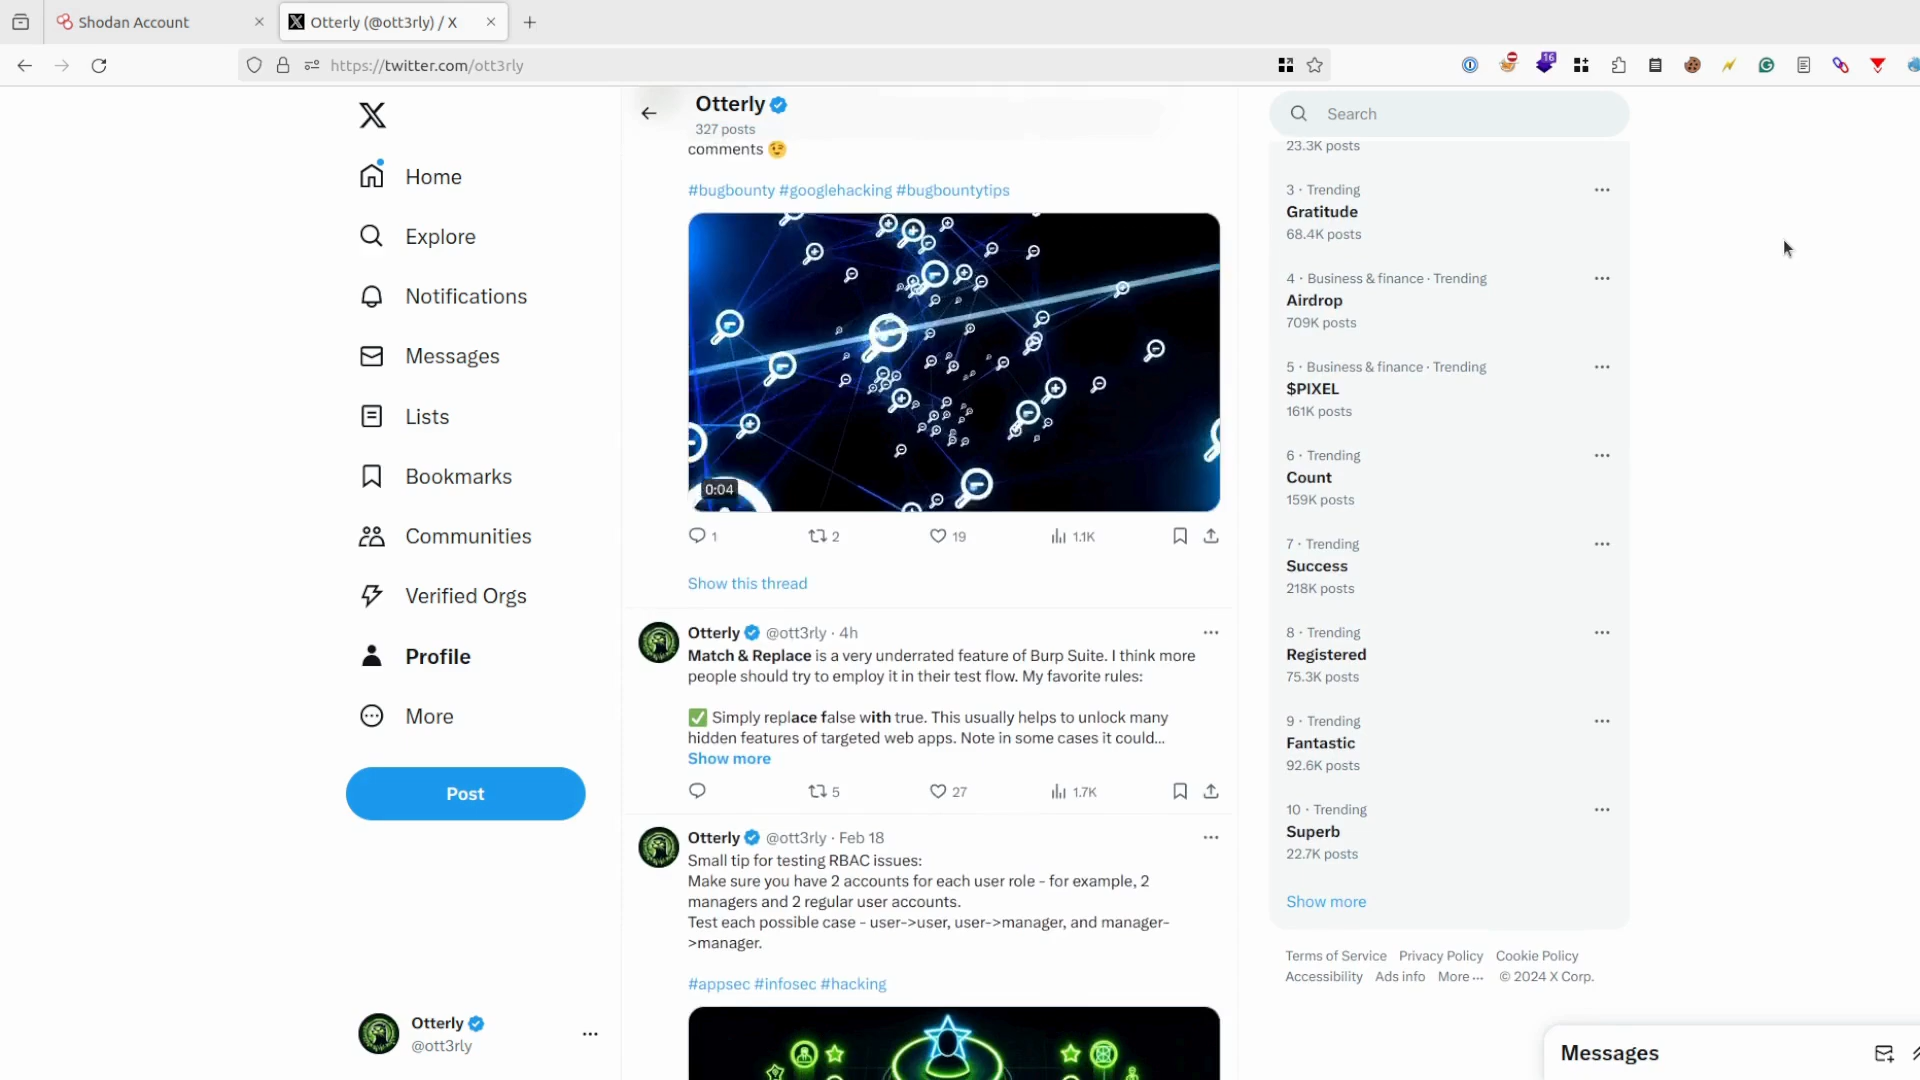 Shodan Account
Otterly (@ott3rly) / X
https://twitter.com/ott3rly
16
Home
Explore
Notifications
Messages
Lists
Bookmarks
Communities
Verified Orgs
Profile
More
Post
Otterly
@ott3rly
Otterly
327 posts
comments 😉
#bugbounty #googlehacking #bugbountytips
0:04
1
2
19
1.1K
Show this thread
Otterly @ott3rly · 4h
Match & Replace is a very underrated feature of Burp Suite. I think more
people should try to employ it in their test flow. My favorite rules:
✅ Simply replace false with true. This usually helps to unlock many
hidden features of targeted web apps. Note in some cases it could...
Show more
5
27
1.7K
Otterly @ott3rly · Feb 18
Small tip for testing RBAC issues:
Make sure you have 2 accounts for each user role - for example, 2
managers and 2 regular user accounts.
Test each possible case - user->user, user->manager, and manager-
>manager.
#appsec #infosec #hacking
Search
23.3K posts
3 · Trending
Gratitude
68.4K posts
4 · Business & finance · Trending
Airdrop
709K posts
5 · Business & finance · Trending
$PIXEL
161K posts
6 · Trending
Count
159K posts
7 · Trending
Success
218K posts
8 · Trending
Registered
75.3K posts
9 · Trending
Fantastic
92.6K posts
10 · Trending
Superb
22.7K posts
Show more
Terms of Service Privacy Policy Cookie Policy
Accessibility Ads info More ··· © 2024 X Corp.
Messages